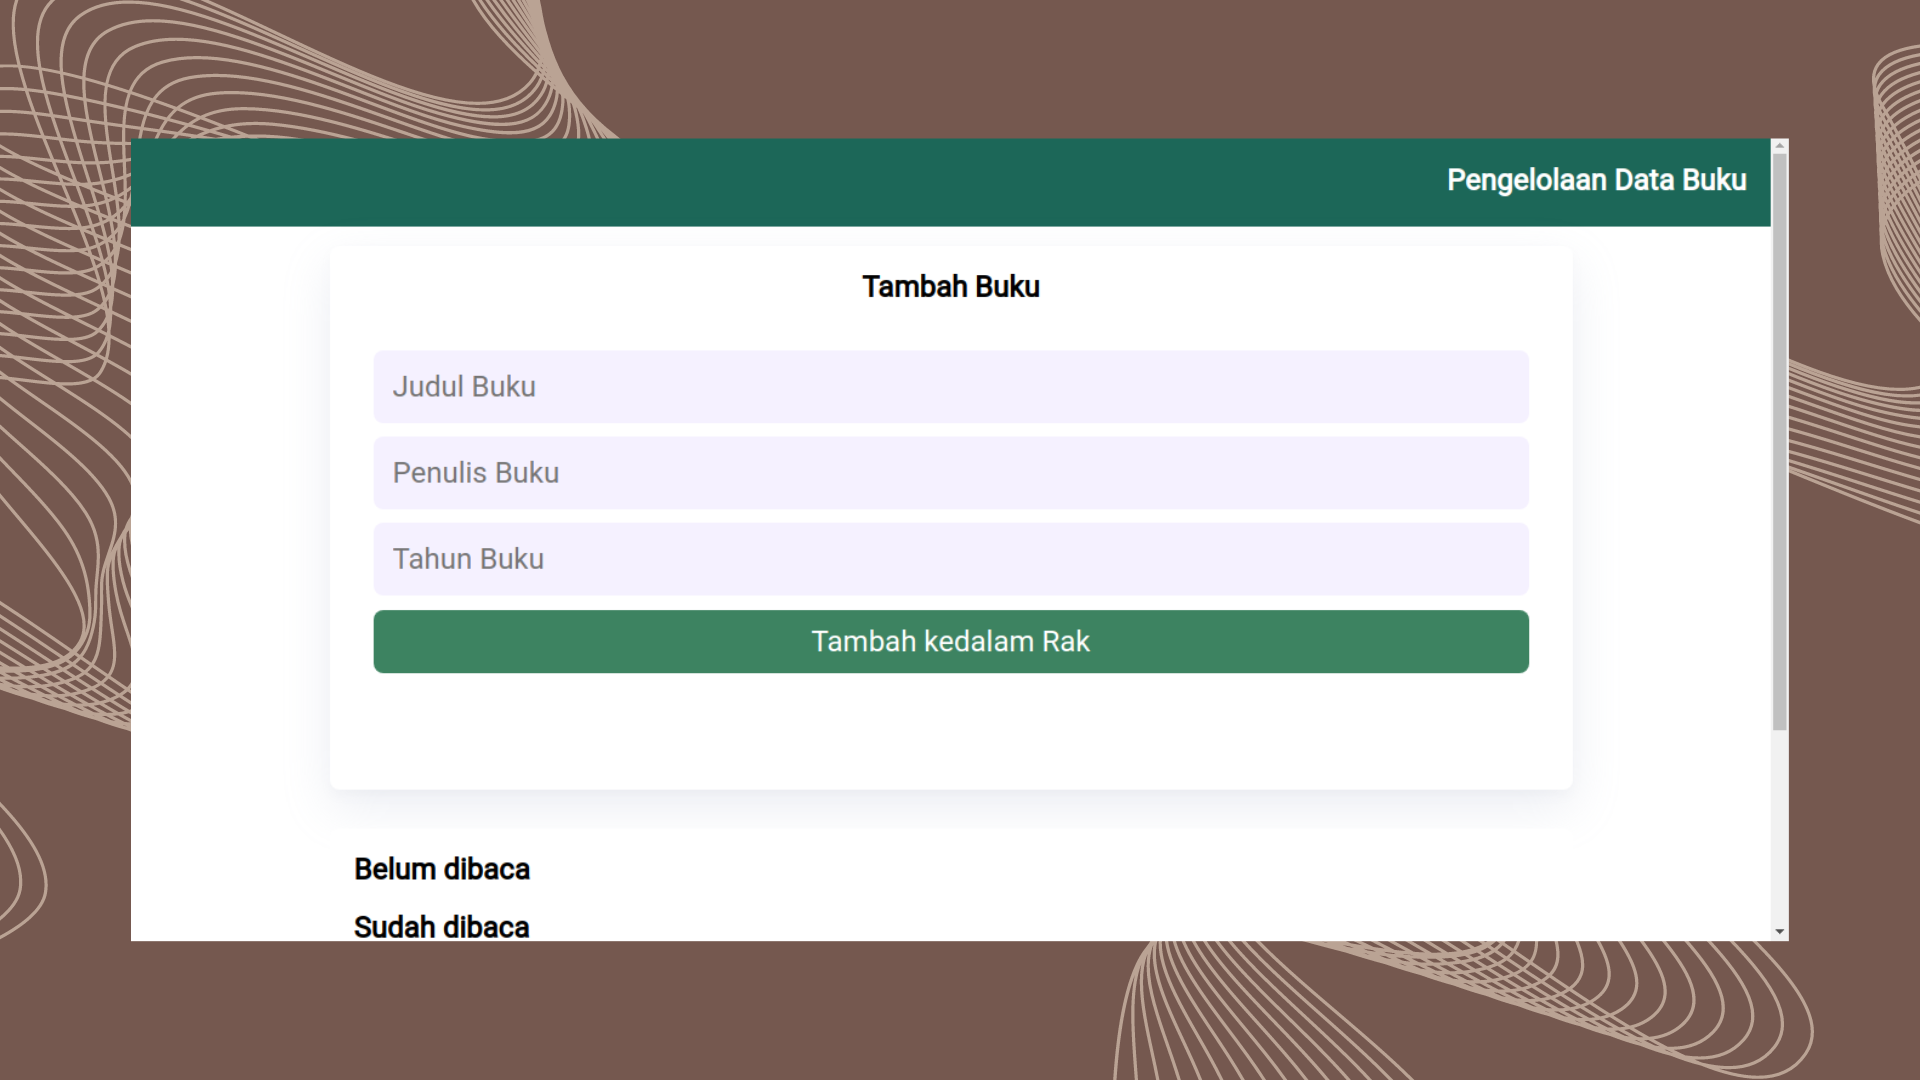 Pengelolaan Data Buku
Tambah Buku
Judul Buku
Penulis Buku
Tahun Buku
Tambah kedalam Rak
Belum dibaca
Sudah dibaca